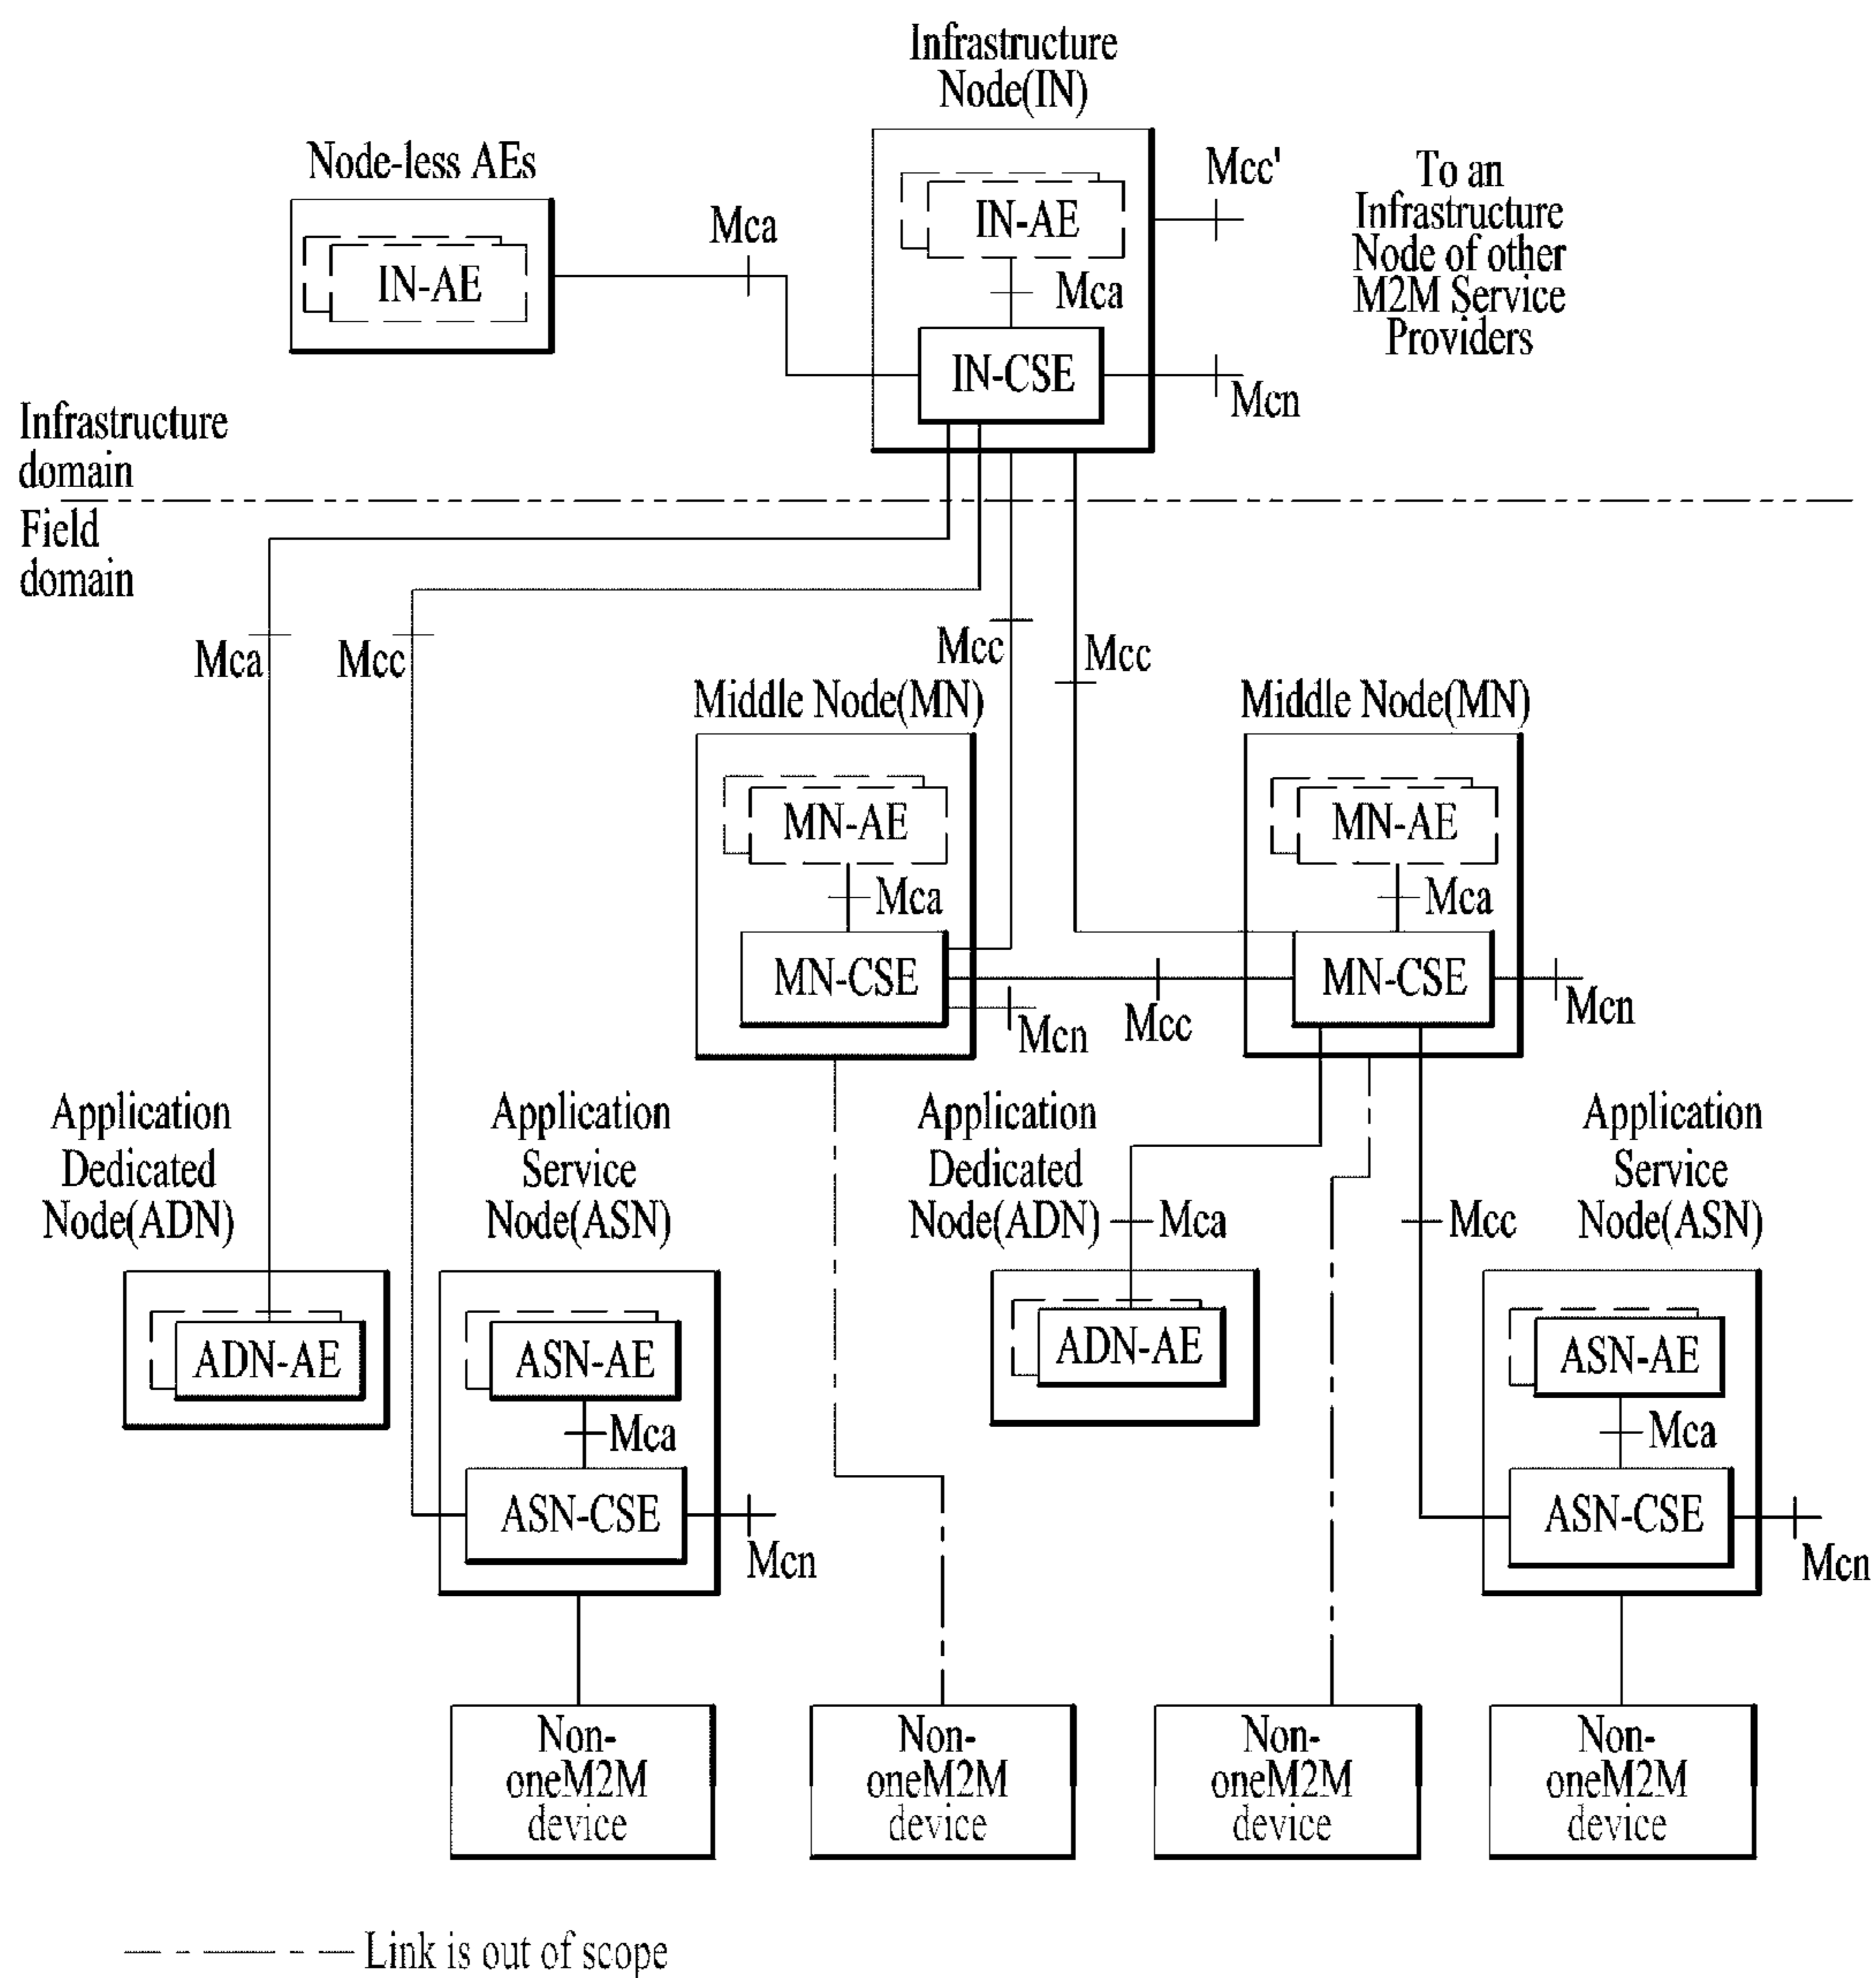 Infrastructure
Node(IN)
Node-less AEs
Mcc'
To an
Infrastructure
Node of other
M2M Service
Providers
IN-AE
Mca
IN-AE
Mca
IN-CSE
Mcn
Infrastructure
domain
Field
domain
Mca
Mcc
Mcc
Mcc
Middle Node(MN)
Middle Node(MN)
MN-AE
MN-AE
Mca
Mca
MN-CSE
MN-CSE
Mcn
Mcc
Mcn
Application
Dedicated
Node(ADN)
Application
Service
Node(ASN)
Application
Dedicated
Node(ADN)
Mca
Mcc
Application
Service
Node(ASN)
ADN-AE
ASN-AE
ADN-AE
ASN-AE
Mca
Mca
ASN-CSE
ASN-CSE
Mcn
Mcn
Non-
oneM2M
device
Non-
oneM2M
device
Non-
oneM2M
device
Non-
oneM2M
device
Link is out of scope